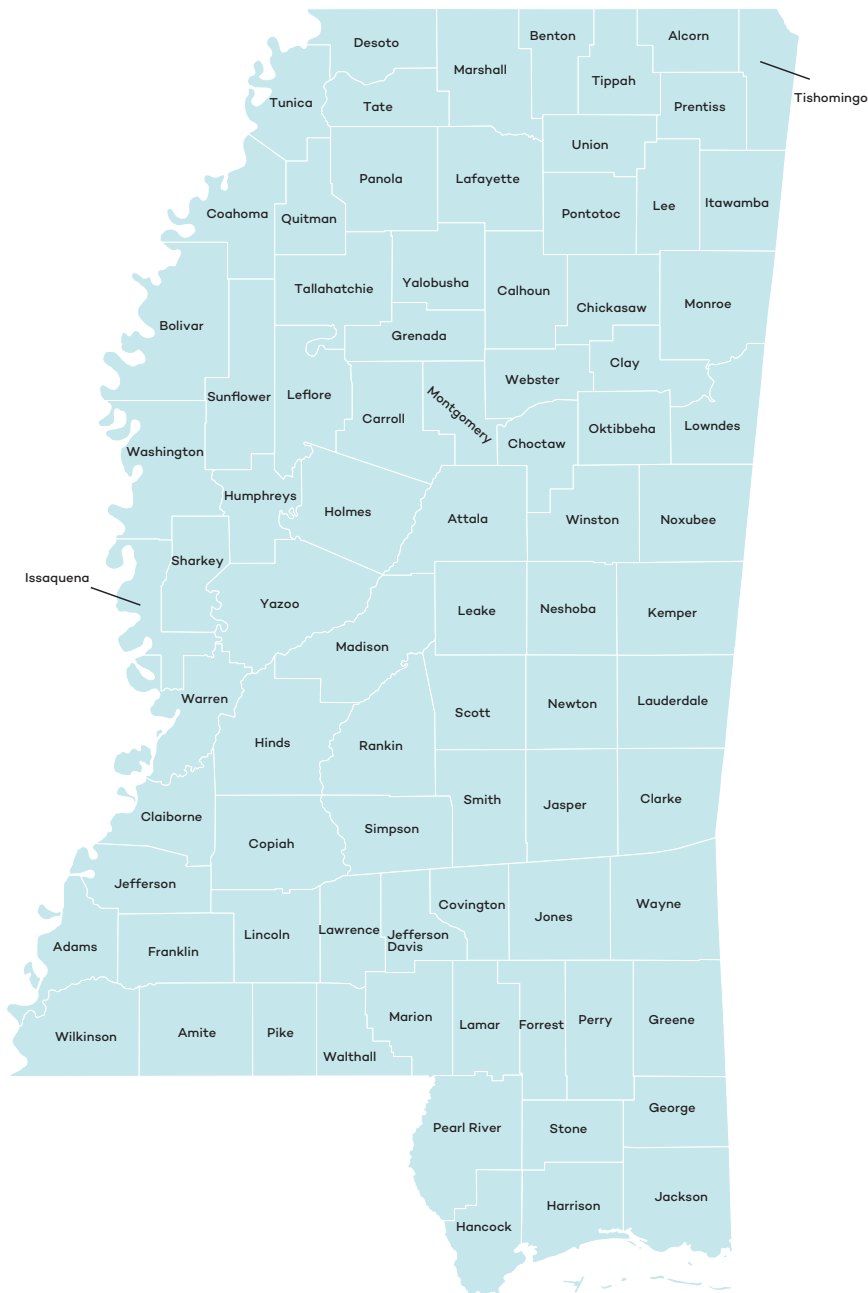 Desoto
Benton
Alcorn
Marshall
Tippah
Tishomingo
Tunica
Tate
Prentiss
Union
Panola
Lafayette
Lee
Itawamba
Coahoma
Quitman
Pontotoc
Tallahatchie
Yalobusha
Calhoun
Chickasaw
Monroe
Bolivar
Grenada
Clay
Webster
Sunflower
Leflore
Montgomery
Carroll
Oktibbeha
Lowndes
Choctaw
Washington
Humphreys
Holmes
Attala
Winston
Noxubee
Sharkey
Issaquena
Yazoo
Leake
Neshoba
Kemper
Madison
Warren
Scott
Newton
Lauderdale
Hinds
Rankin
Smith
Jasper
Clarke
Claiborne
Copiah
Simpson
Jefferson
Covington
Wayne
Jones
Lincoln
Lawrence
Jefferson
Davis
Adams
Franklin
Wilkinson
Amite
Pike
Walthall
Marion
Lamar
Forrest
Perry
Greene
George
Pearl River
Stone
Jackson
Harrison
Hancock